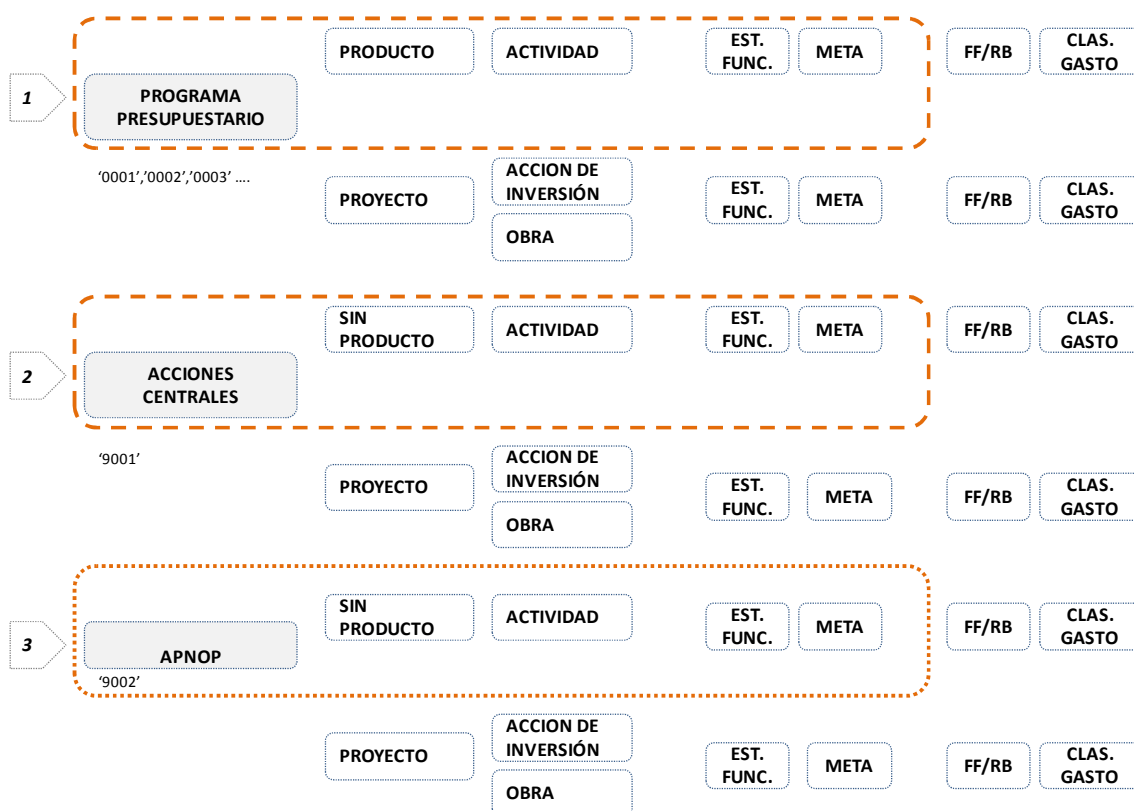 PRODUCTO
ACTIVIDAD
EST.
FUNC.
META
FF/RB
CLAS.
GASTO
1
PROGRAMA
PRESUPUESTARIO
‘0001’,’0002’,’0003’ ....
PROYECTO
ACCION DE
INVERSIÓN
OBRA
EST.
FUNC.
META
FF/RB
CLAS.
GASTO
SIN
PRODUCTO
ACTIVIDAD
EST.
FUNC.
META
FF/RB
CLAS.
GASTO
2
ACCIONES
CENTRALES
‘9001’
PROYECTO
ACCION DE
INVERSIÓN
OBRA
EST.
FUNC.
META
FF/RB
CLAS.
GASTO
SIN
PRODUCTO
ACTIVIDAD
EST.
FUNC.
META
FF/RB
CLAS.
GASTO
3
APNOP
‘9002’
PROYECTO
ACCION DE
INVERSIÓN
OBRA
EST.
FUNC.
META
FF/RB
CLAS.
GASTO